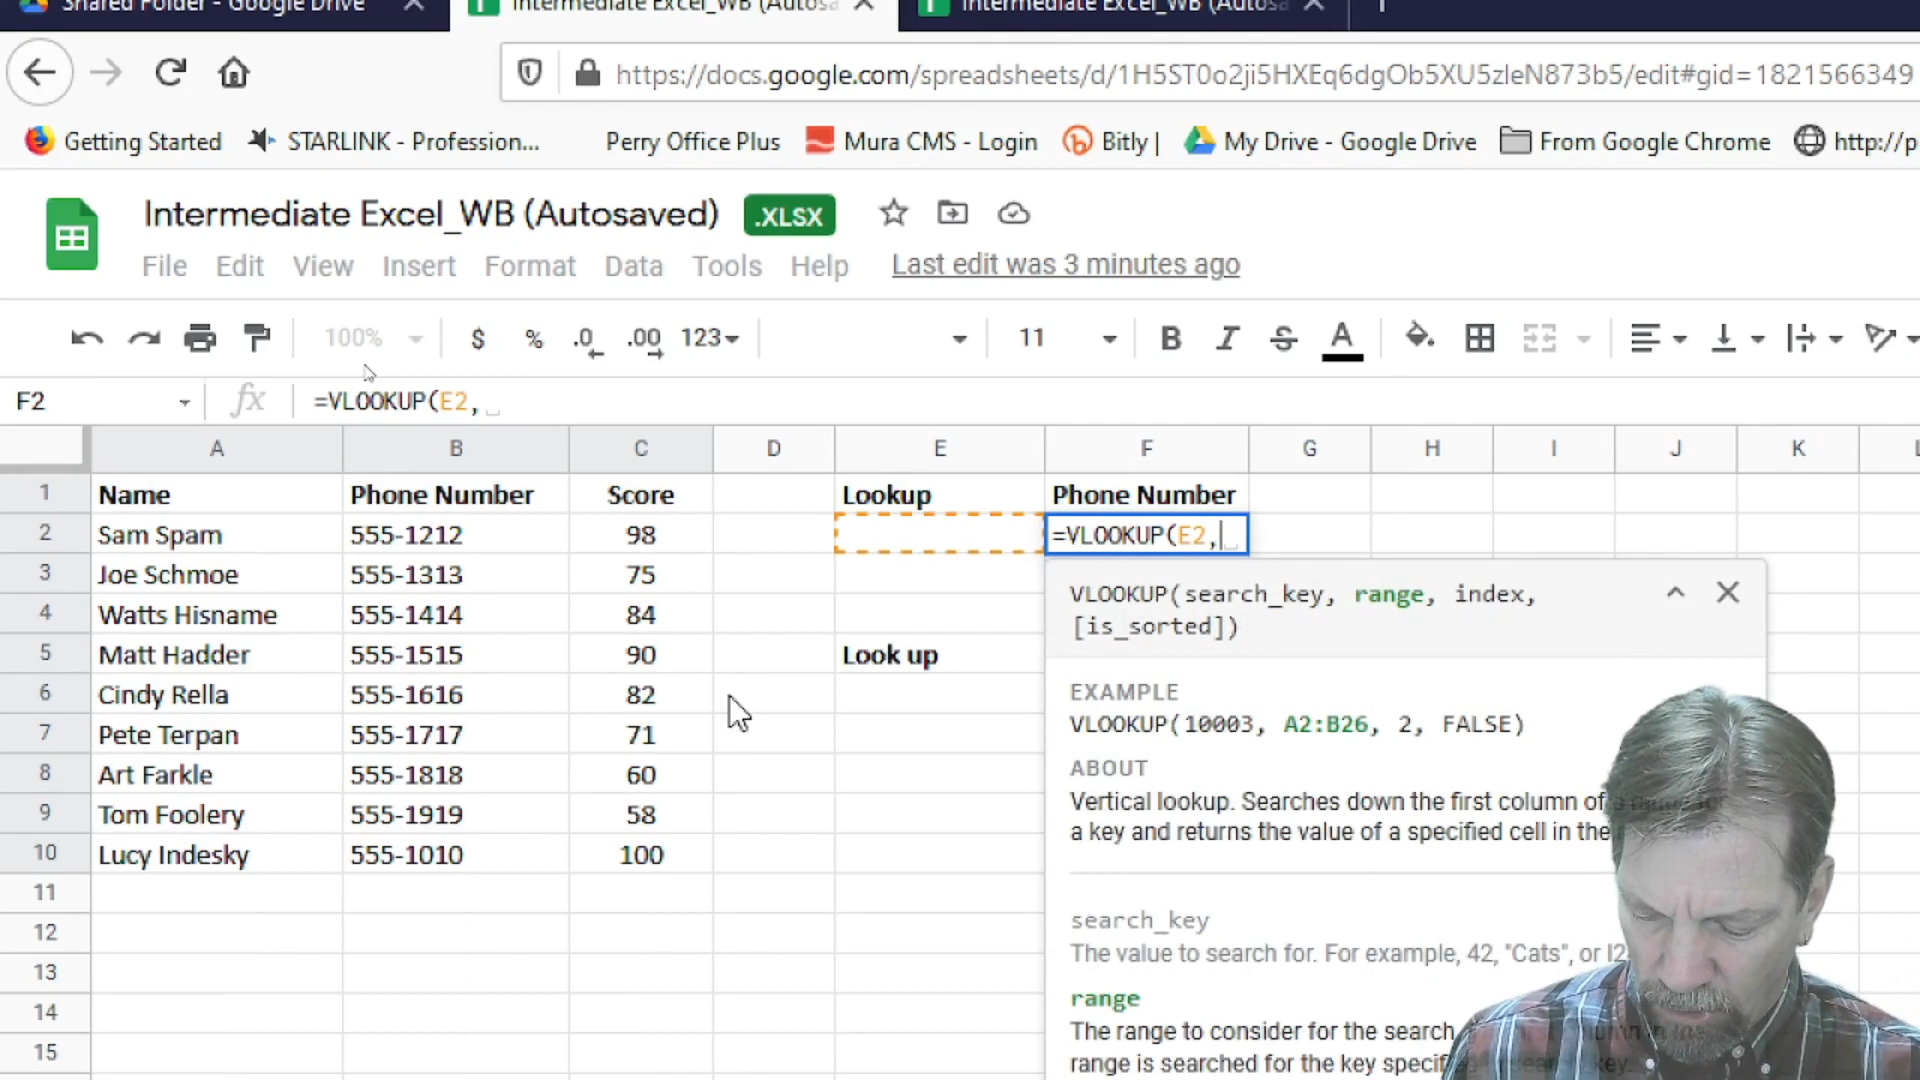 Shared Folder - Google Drive
Intermediate Excel_WB (Autosa
Intermediate Excel_WB (Autosa
https://docs.google.com/spreadsheets/d/1H5ST0o2ji5HXEq6dgOb5XU5zleN873b5/edit#gid=1821566349
Getting Started STARLINK - Profession... Perry Office Plus Mura CMS - Login Bitly | My Drive - Google Drive From Google Chrome http://p
Intermediate Excel_WB (Autosaved) .XLSX
File Edit View Insert Format Data Tools Help Last edit was 3 minutes ago
100% $ % .0 .00 123 11 B I S A
F2 fx =VLOOKUP(E2,
A B C D E F G H I J K L
1 Name Phone Number Score Lookup Phone Number
2 Sam Spam 555-1212 98 =VLOOKUP(E2,
3 Joe Schmoe 555-1313 75
VLOOKUP(search_key, range, index,
[is_sorted])
4 Watts Hisname 555-1414 84
5 Matt Hadder 555-1515 90 Look up
6 Cindy Rella 555-1616 82
EXAMPLE
VLOOKUP(10003, A2:B26, 2, FALSE)
7 Pete Terpan 555-1717 71
ABOUT
8 Art Farkle 555-1818 60
Vertical lookup. Searches down the first column of a range for
a key and returns the value of a specified cell in the
9 Tom Foolery 555-1919 58
10 Lucy Indesky 555-1010 100
11
search_key
12
The value to search for. For example, 42, "Cats", or I2
13
range
14
The range to consider for the search
range is searched for the key specif
15